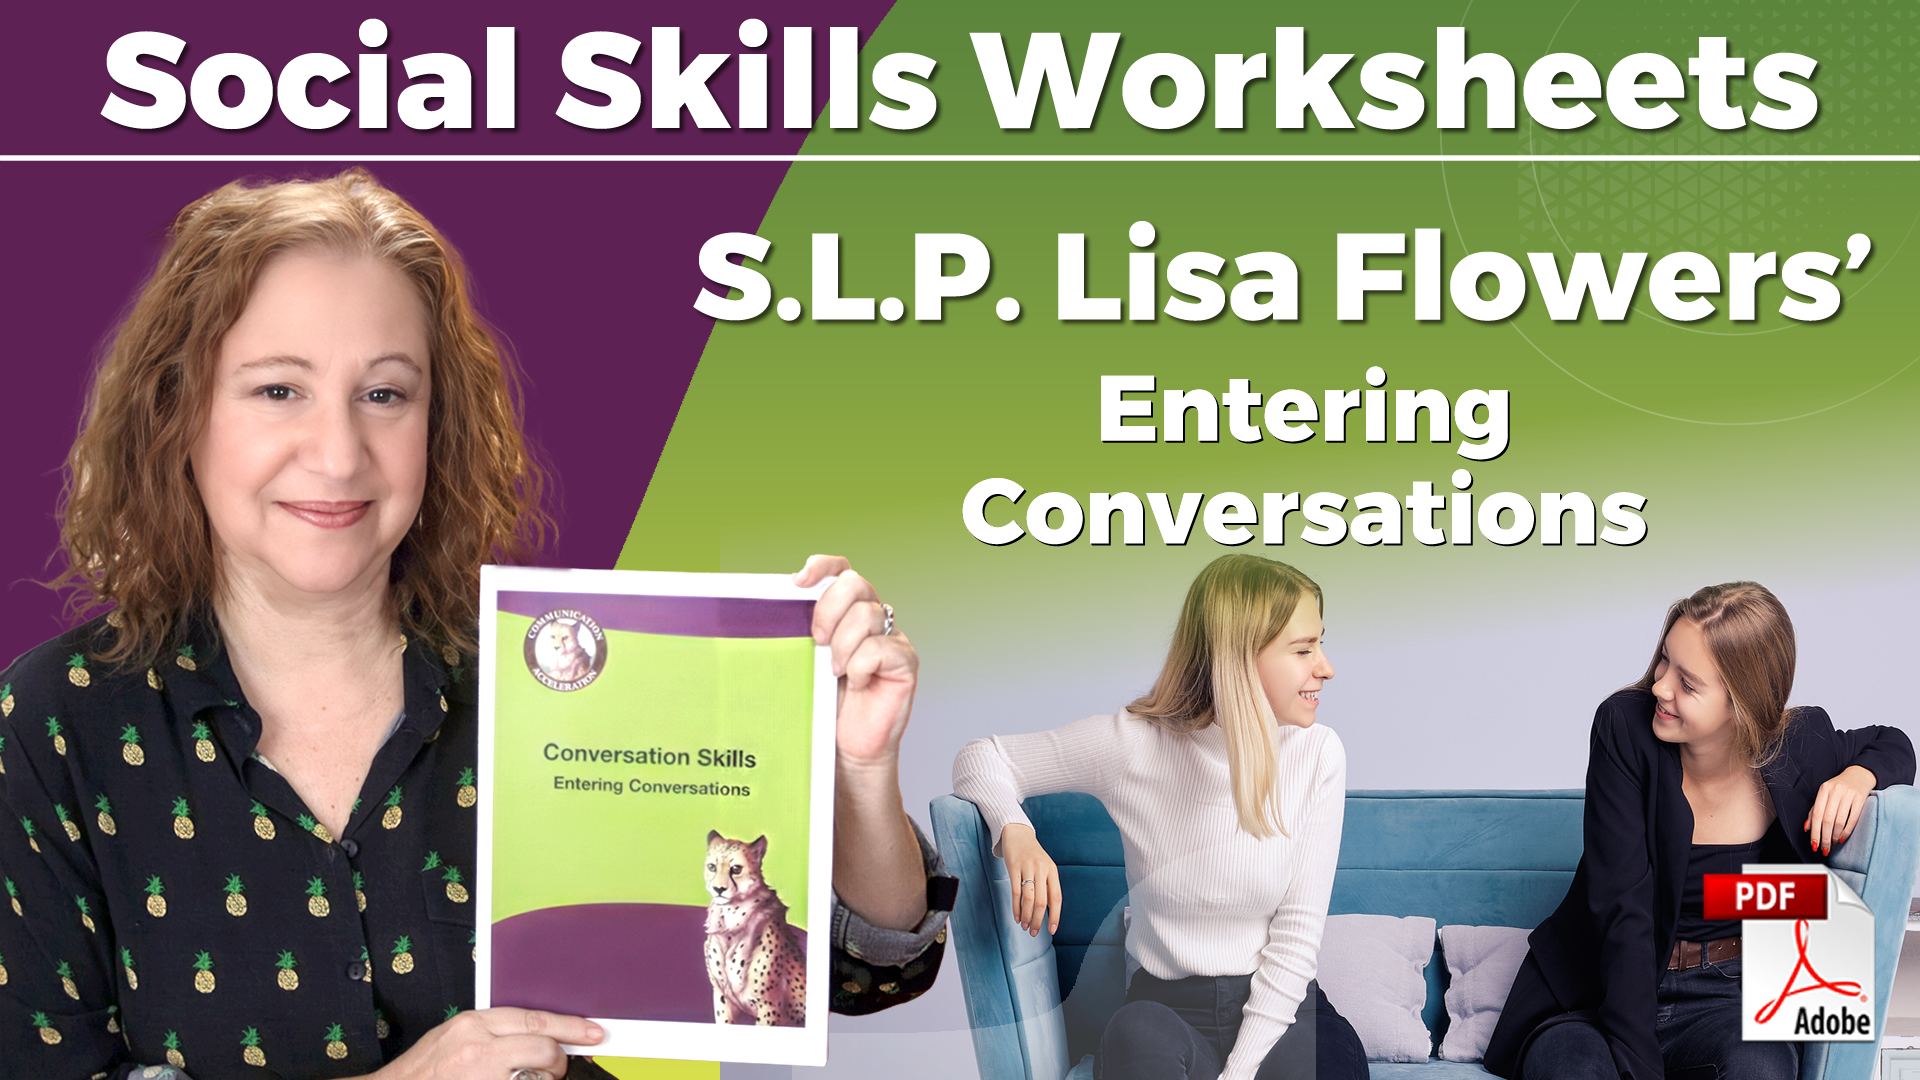 Social Skills Worksheets
S.L.P. Lisa Flowers’
Entering
Conversations
COMMUNICATION
ACCELERATION
Conversation Skills
Entering Conversations
PDF
Adobe